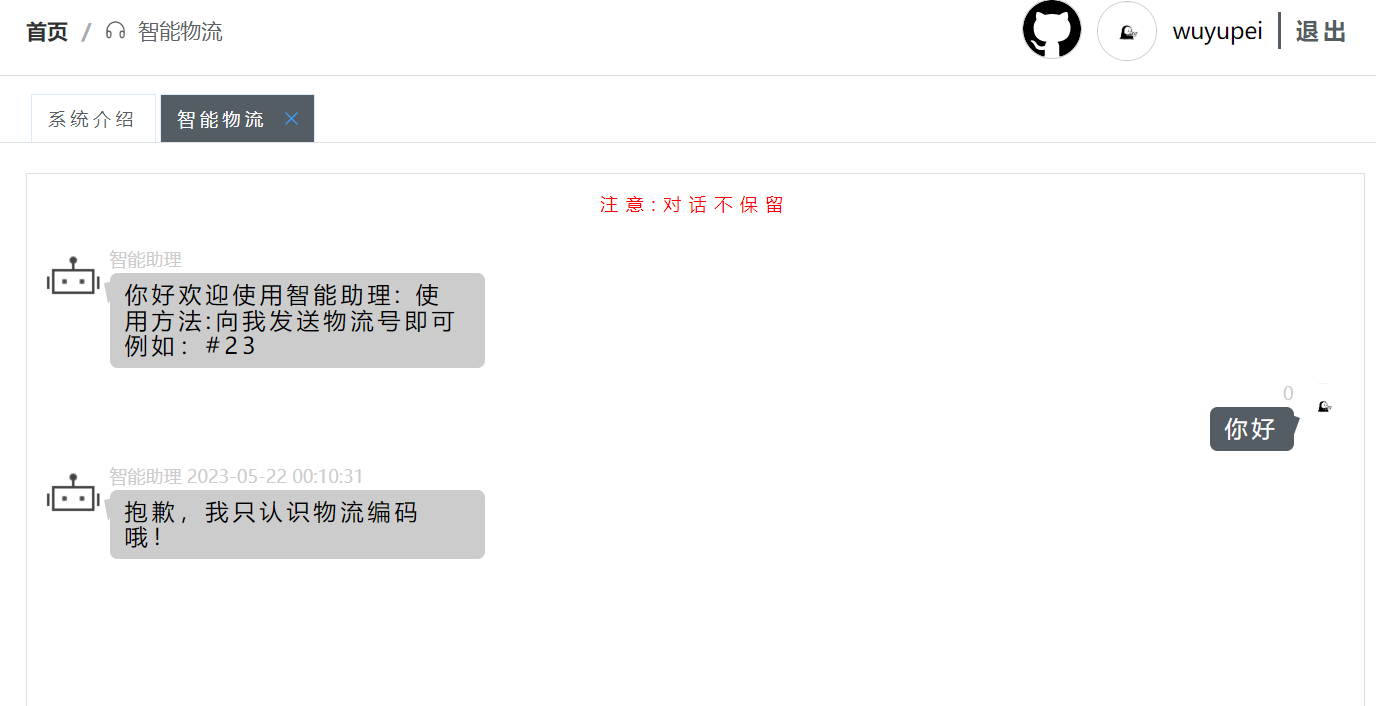 首页 / 智能物流
wuyupei 退出
系统介绍 智能物流
注意:对话不保留
智能助理
你好欢迎使用智能助理：使
用方法:向我发送物流号即可
例如：#23
0
你好
智能助理 2023-05-22 00:10:31
抱歉，我只认识物流编码
哦！